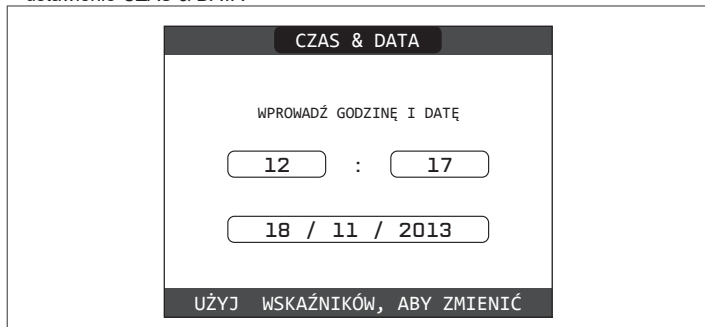 CZAS & DATA
WPROWADŹ GODZINĘ I DATĘ
12 : 17
18 / 11 / 2013
UŻYJ WSKAŹNIKÓW, ABY ZMIENIĆ